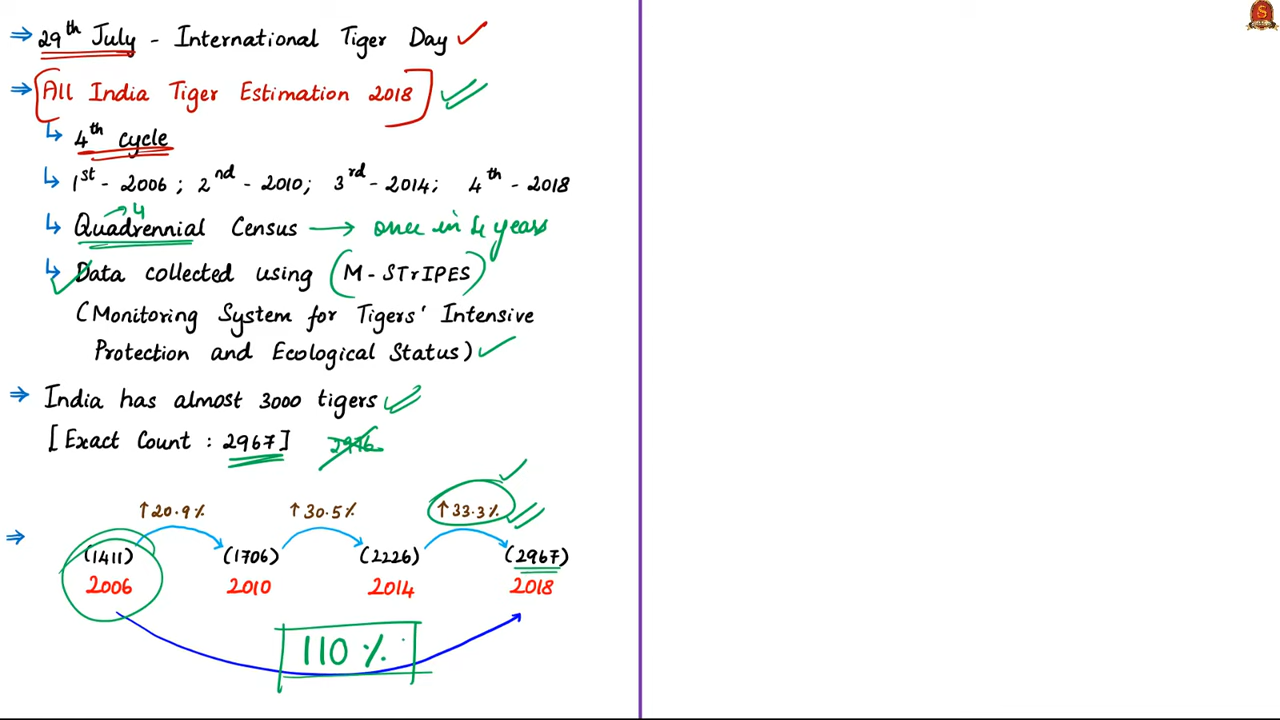 ⇒ 29th July - International Tiger Day ✓
⇒ [All India Tiger Estimation 2018] ✓
↳ 4th cycle
↳ 1st - 2006 ; 2nd - 2010; 3rd - 2014; 4th - 2018
4
↳ Quadrennial Census → once in 4 years
↳ Data collected using (M-STrIPES)
(Monitoring System for Tigers' Intensive
Protection and Ecological Status) ✓
⇒ India has almost 3000 tigers ✓
[Exact Count : 2967]
↑20.9% ↑30.5% ↑33.3%
⇒ (1411) (1706) (2226) (2967)
2006 2010 2014 2018
110%